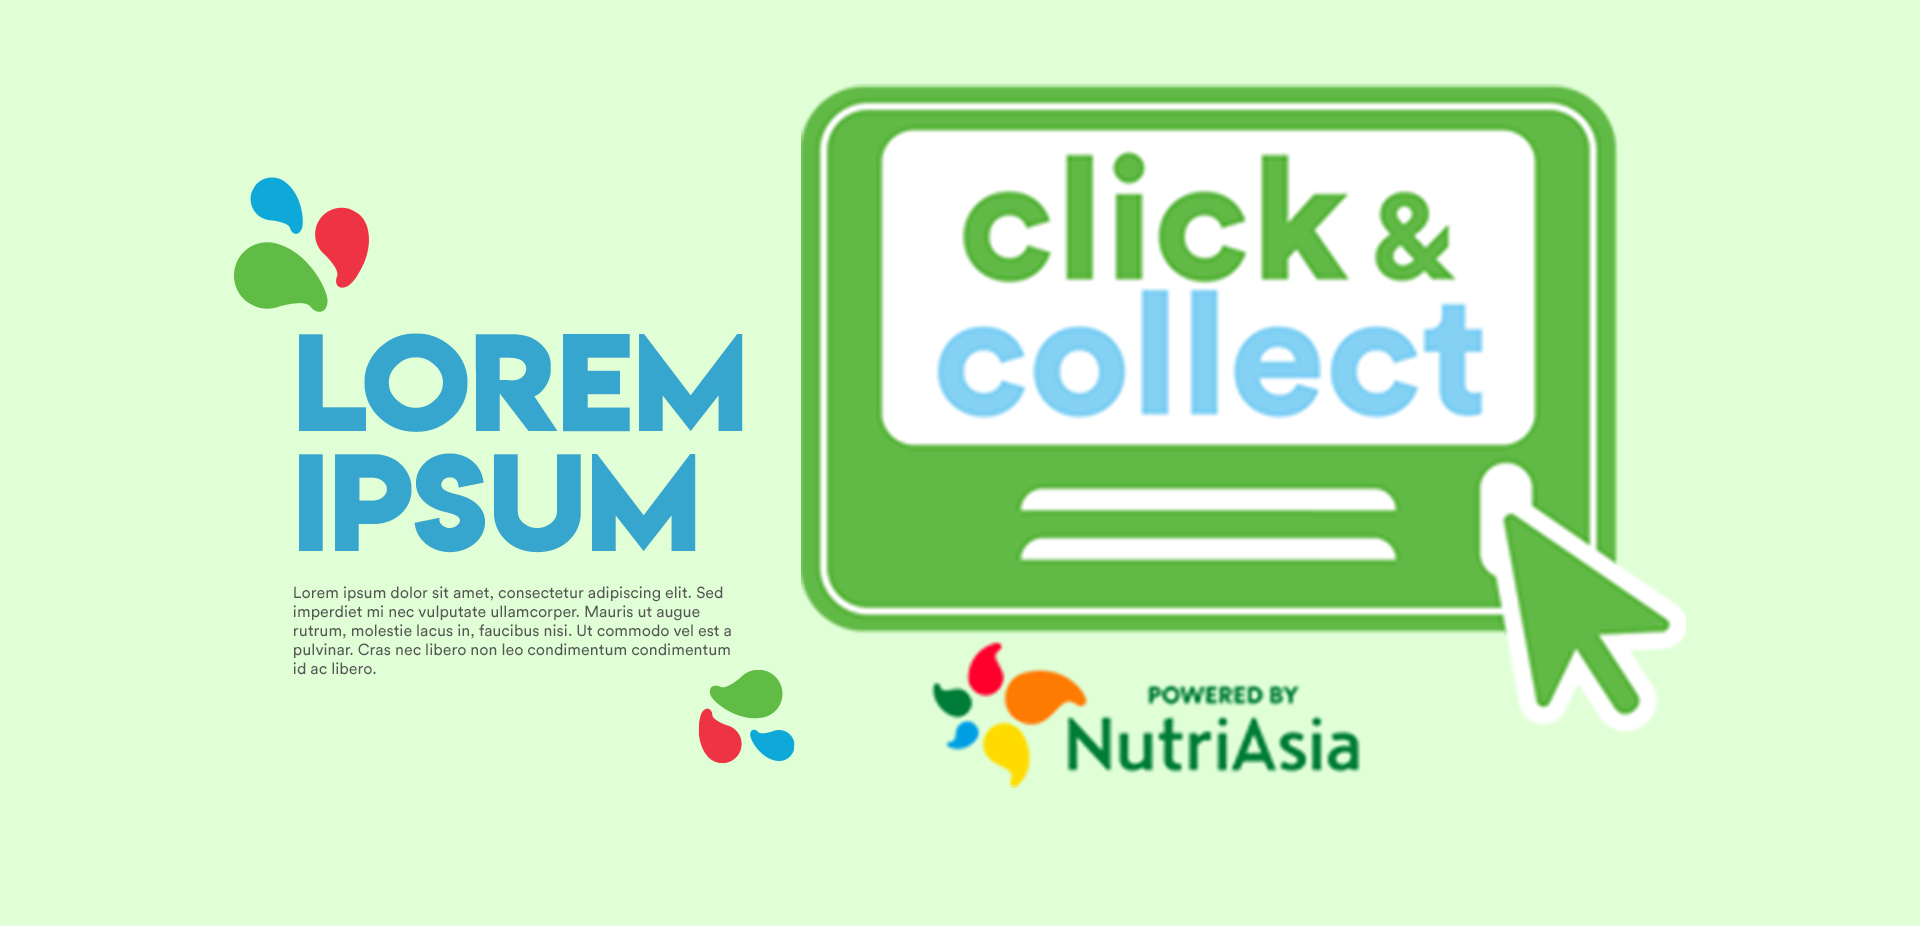 LOREM
IPSUM
Lorem ipsum dolor sit amet, consectetur adipiscing elit. Sed
imperdiet mi nec vulputate ullamcorper. Mauris ut augue
rutrum, molestie lacus in, faucibus nisi. Ut commodo vel est a
pulvinar. Cras nec libero non leo condimentum condimentum
id ac libero.
click &
collect
POWERED BY
NutriAsia